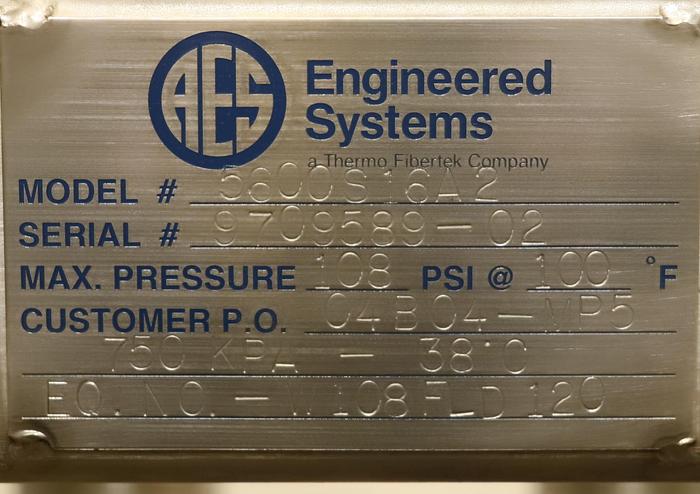 AES Engineered
Systems
a Thermo Fibertek Company
MODEL # 5600S16A2
SERIAL # 9709589-02
MAX. PRESSURE 108 PSI @ 100 °F
CUSTOMER P.O. C4BC4-MP5
750 KPA - 38°C
EQ. NO. - W108FLD120